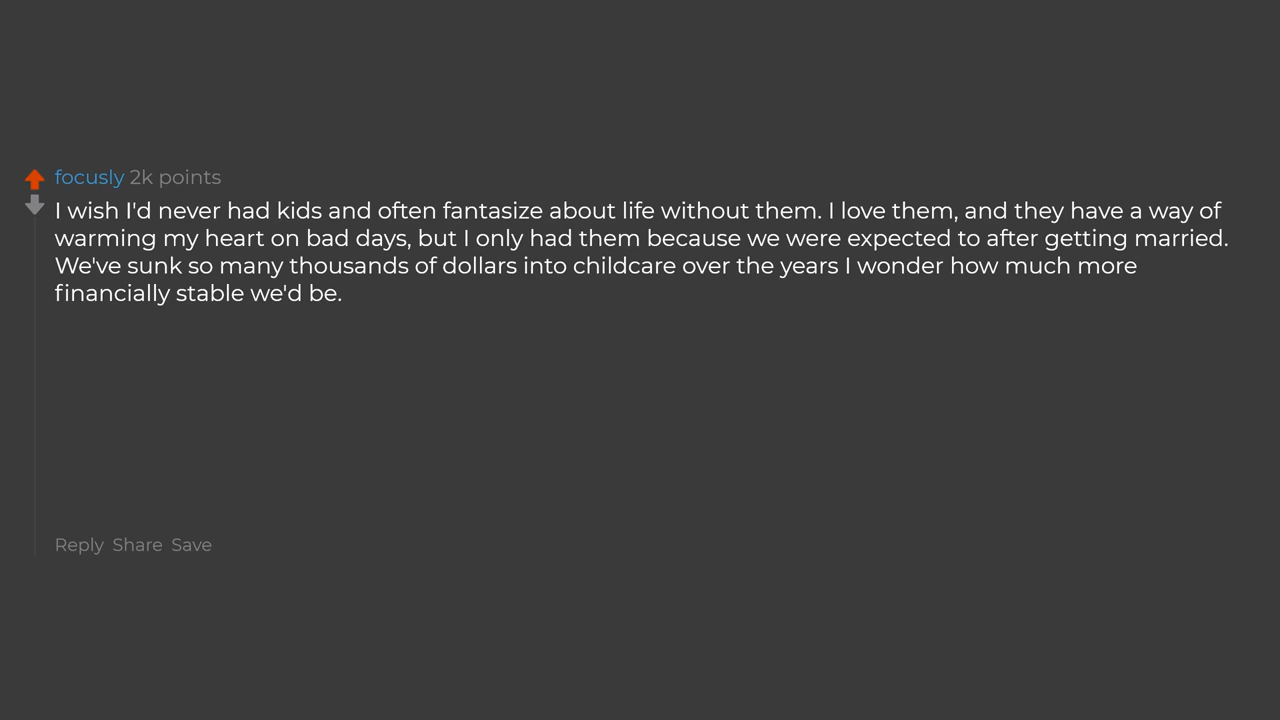 focusly 2k points
I wish I'd never had kids and often fantasize about life without them. I love them, and they have a way of
warming my heart on bad days, but I only had them because we were expected to after getting married.
We've sunk so many thousands of dollars into childcare over the years I wonder how much more
financially stable we'd be.
Reply Share Save